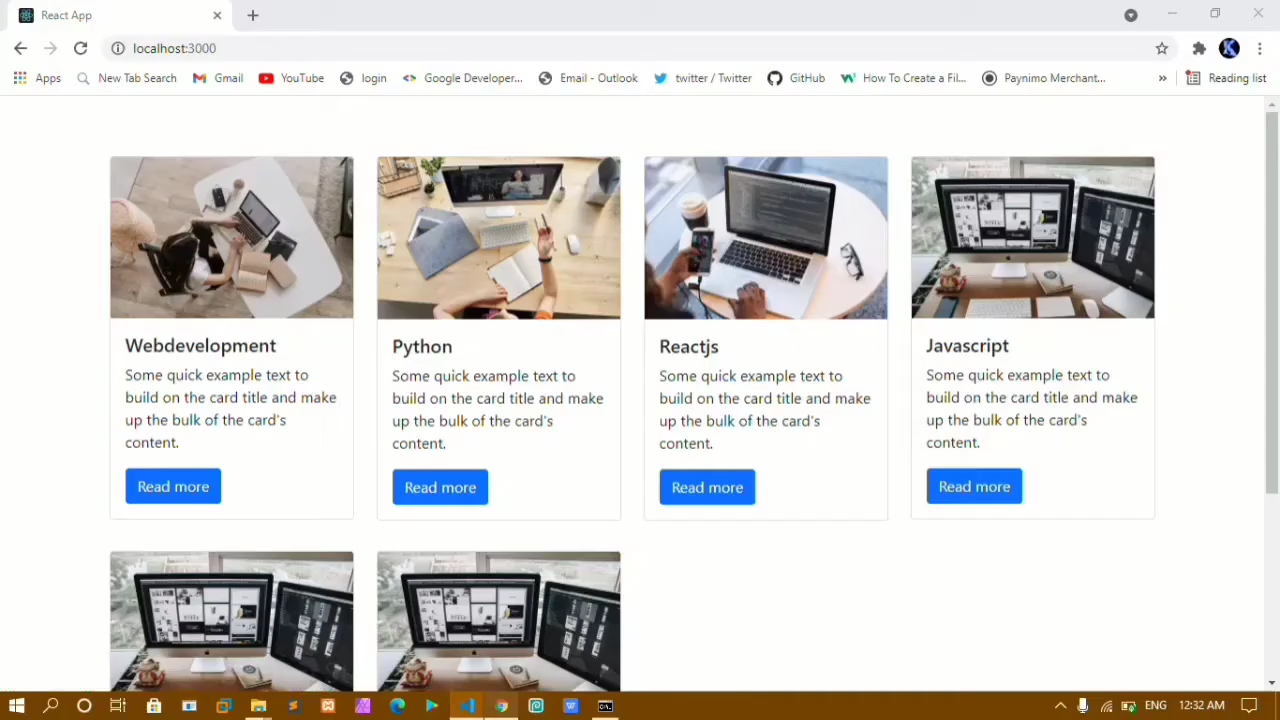 React App
localhost:3000
Apps New Tab Search Gmail YouTube login Google Developer... Email - Outlook twitter / Twitter GitHub How To Create a Fil... Paynimo Merchant... » Reading list
Webdevelopment
Some quick example text to
build on the card title and make
up the bulk of the card's
content.
Read more
Python
Some quick example text to
build on the card title and make
up the bulk of the card's
content.
Read more
Reactjs
Some quick example text to
build on the card title and make
up the bulk of the card's
content.
Read more
Javascript
Some quick example text to
build on the card title and make
up the bulk of the card's
content.
Read more
ENG 12:32 AM